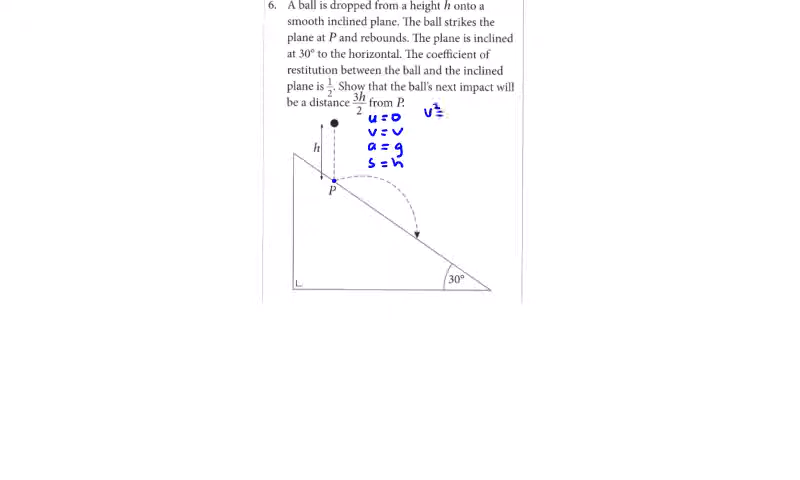 6. A ball is dropped from a height h onto a
smooth inclined plane. The ball strikes the
plane at P and rebounds. The plane is inclined
at 30° to the horizontal. The coefficient of
restitution between the ball and the inclined
plane is 1/2. Show that the ball's next impact will
be a distance 3h/2 from P.
u = 0
v² =
v = v
a = g
s = h
h
P
30°